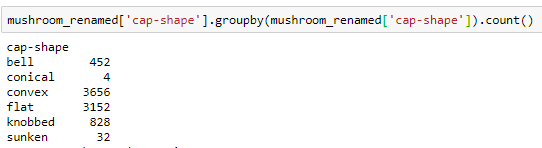 mushroom_renamed['cap-shape'].groupby(mushroom_renamed['cap-shape']).count()
cap-shape
bell 452
conical 4
convex 3656
flat 3152
knobbed 828
sunken 32